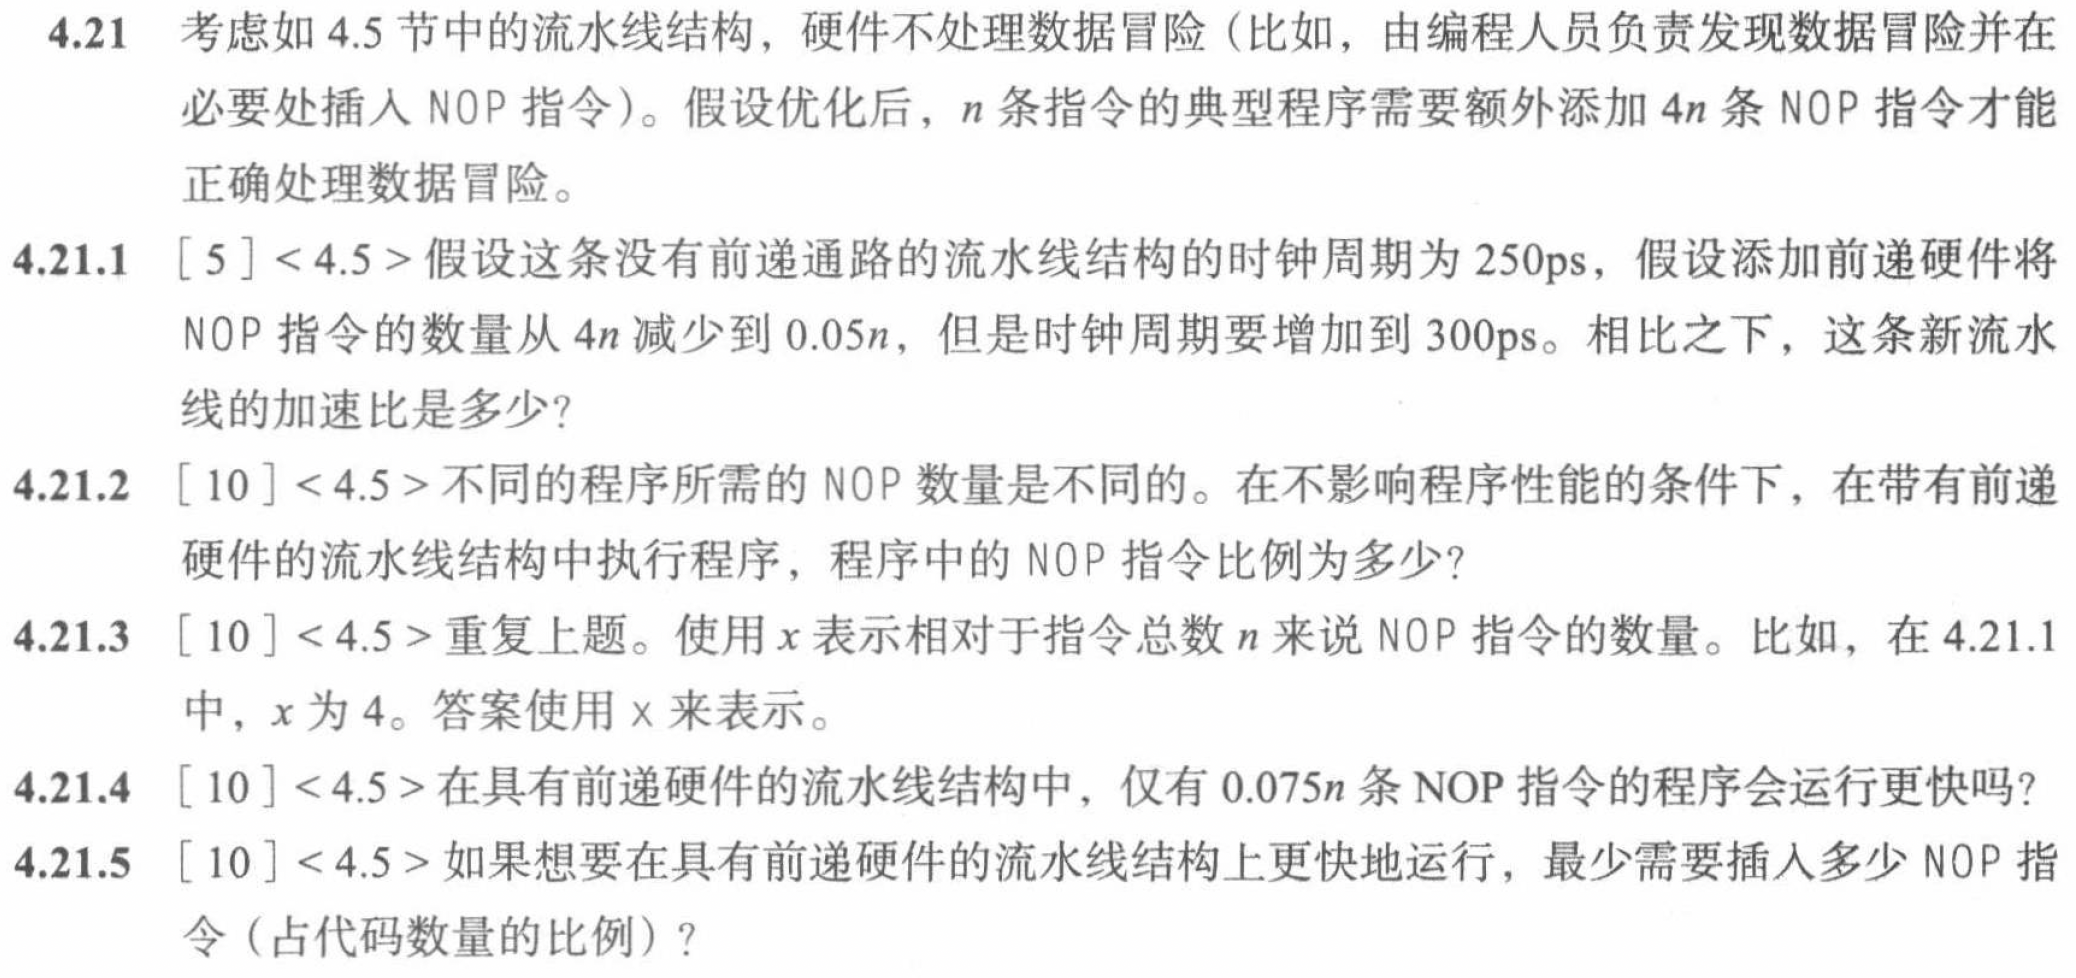 4.21 考虑如 4.5 节中的流水线结构，硬件不处理数据冒险（比如，由编程人员负责发现数据冒险并在
必要处插入 NOP 指令）。假设优化后，n 条指令的典型程序需要额外添加 4n 条 NOP 指令才能
正确处理数据冒险。
4.21.1 ［5］< 4.5 > 假设这条没有前递通路的流水线结构的时钟周期为 250ps，假设添加前递硬件将
NOP 指令的数量从 4n 减少到 0.05n，但是时钟周期要增加到 300ps。相比之下，这条新流水
线的加速比是多少？
4.21.2 ［10］< 4.5 > 不同的程序所需的 NOP 数量是不同的。在不影响程序性能的条件下，在带有前递
硬件的流水线结构中执行程序，程序中的 NOP 指令比例为多少？
4.21.3 ［10］< 4.5 > 重复上题。使用 x 表示相对于指令总数 n 来说 NOP 指令的数量。比如，在 4.21.1
中，x 为 4。答案使用 x 来表示。
4.21.4 ［10］< 4.5 > 在具有前递硬件的流水线结构中，仅有 0.075n 条 NOP 指令的程序会运行更快吗？
4.21.5 ［10］< 4.5 > 如果想要在具有前递硬件的流水线结构上更快地运行，最少需要插入多少 NOP 指
令（占代码数量的比例）？